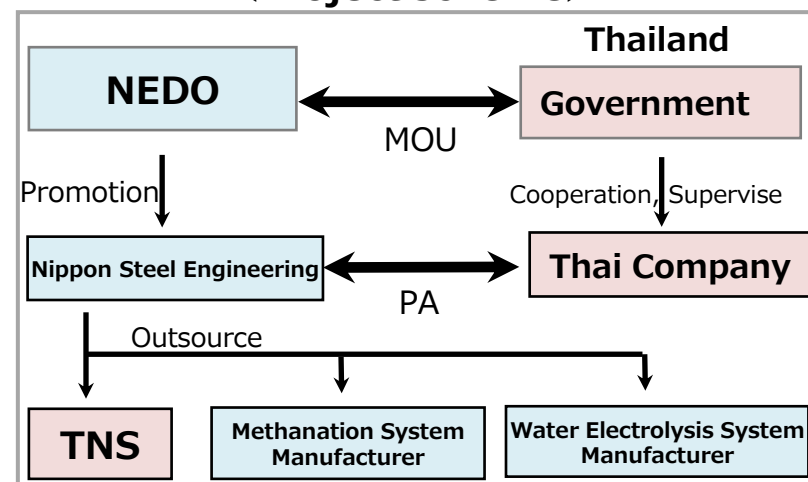 Thailand
NEDO
Government
MOU
Promotion
Cooperation, Supervise
Nippon Steel Engineering
Thai Company
PA
Outsource
TNS
Methanation System
Manufacturer
Water Electrolysis System
Manufacturer